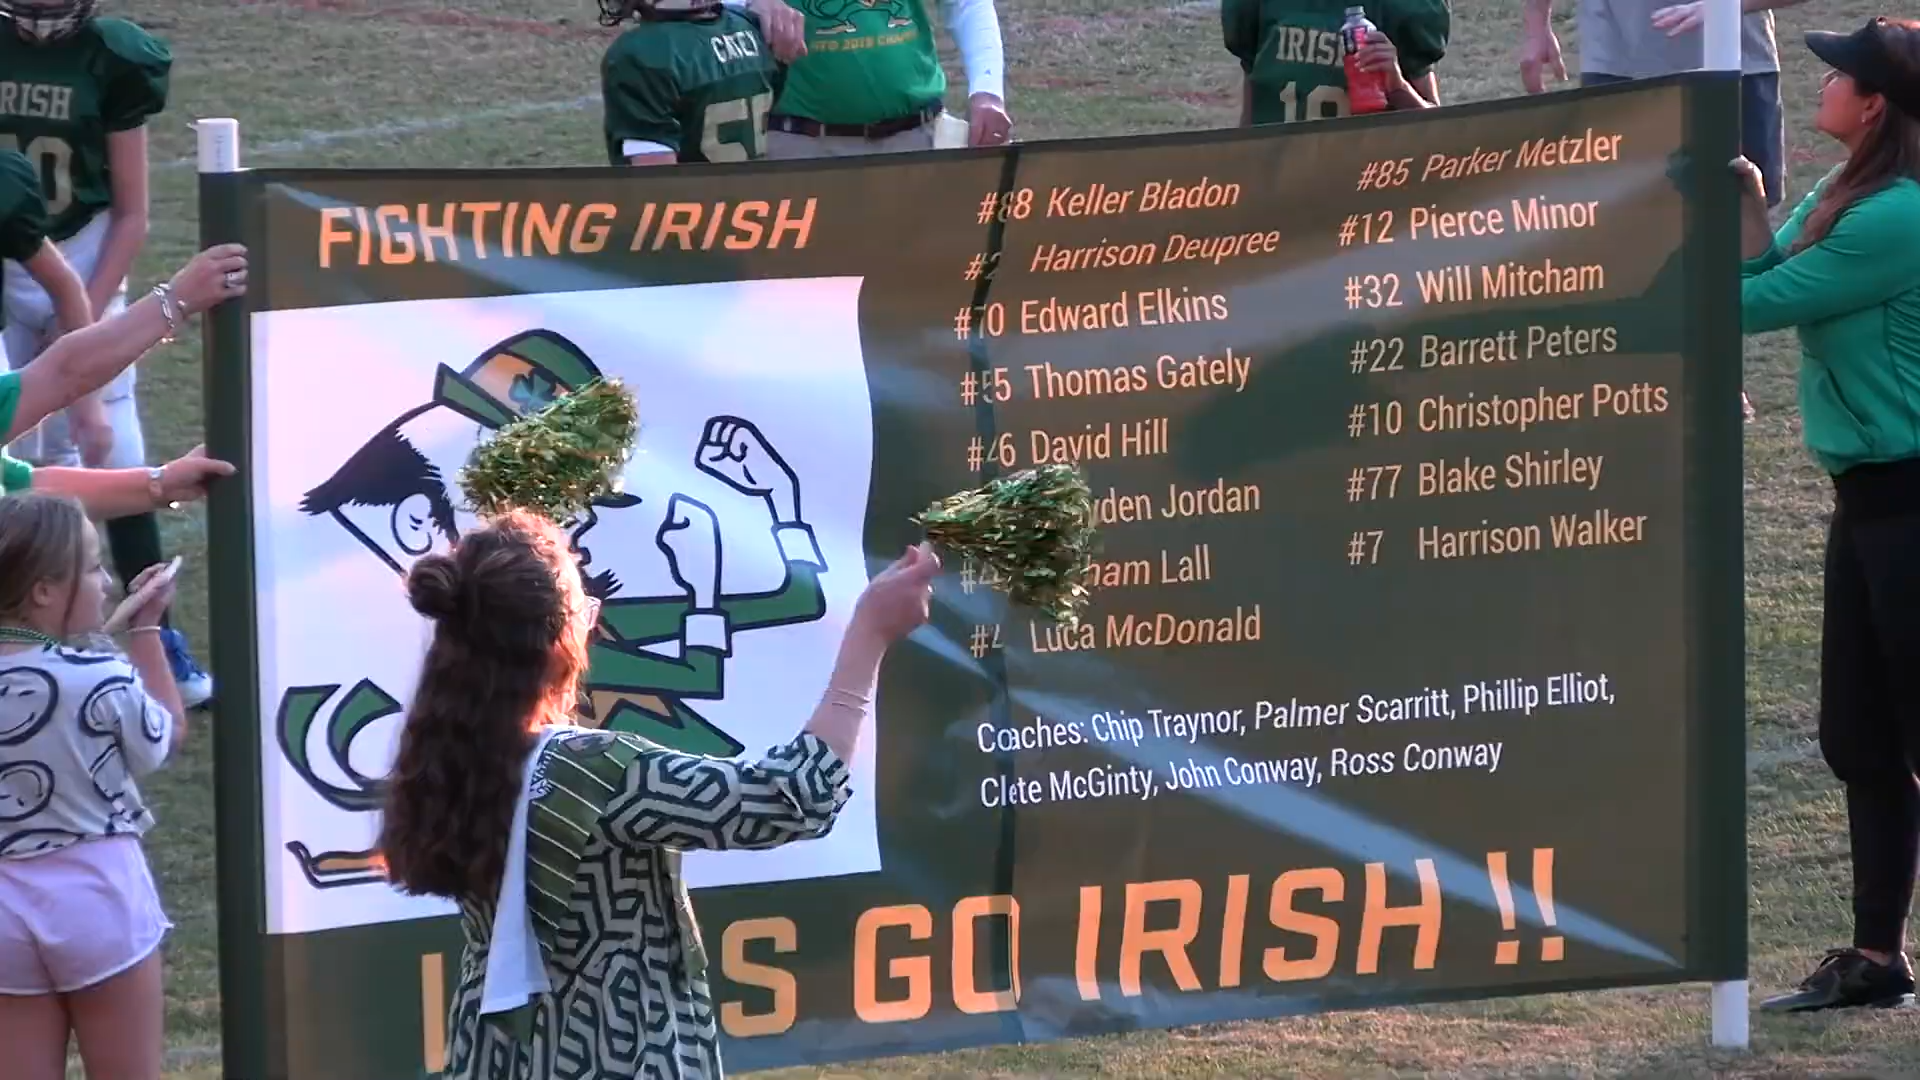 IRISH
FIGHTING IRISH
#88 Keller Bladon
Harrison Deupree
#70 Edward Elkins
#55 Thomas Gately
David Hill
Jordan
Lall
Luca McDonald
#85 Parker Metzler
#12 Pierce Minor
#32 Will Mitcham
#22 Barrett Peters
#10 Christopher Potts
#77 Blake Shirley
#7 Harrison Walker
Coaches: Chip Traynor, Palmer Scarritt, Phillip Elliot,
Clete McGinty, John Conway, Ross Conway
GO IRISH !!